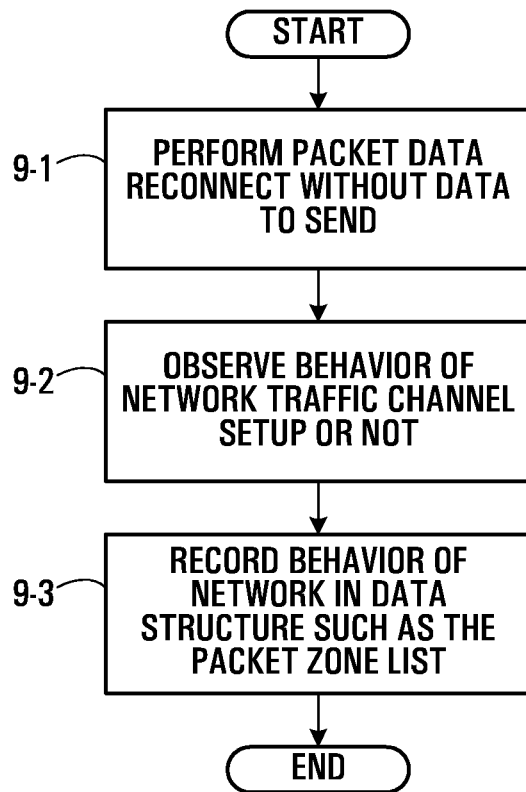 START
9-1
PERFORM PACKET DATA
RECONNECT WITHOUT DATA
TO SEND
9-2
OBSERVE BEHAVIOR OF
NETWORK TRAFFIC CHANNEL
SETUP OR NOT
9-3
RECORD BEHAVIOR OF
NETWORK IN DATA
STRUCTURE SUCH AS THE
PACKET ZONE LIST
END